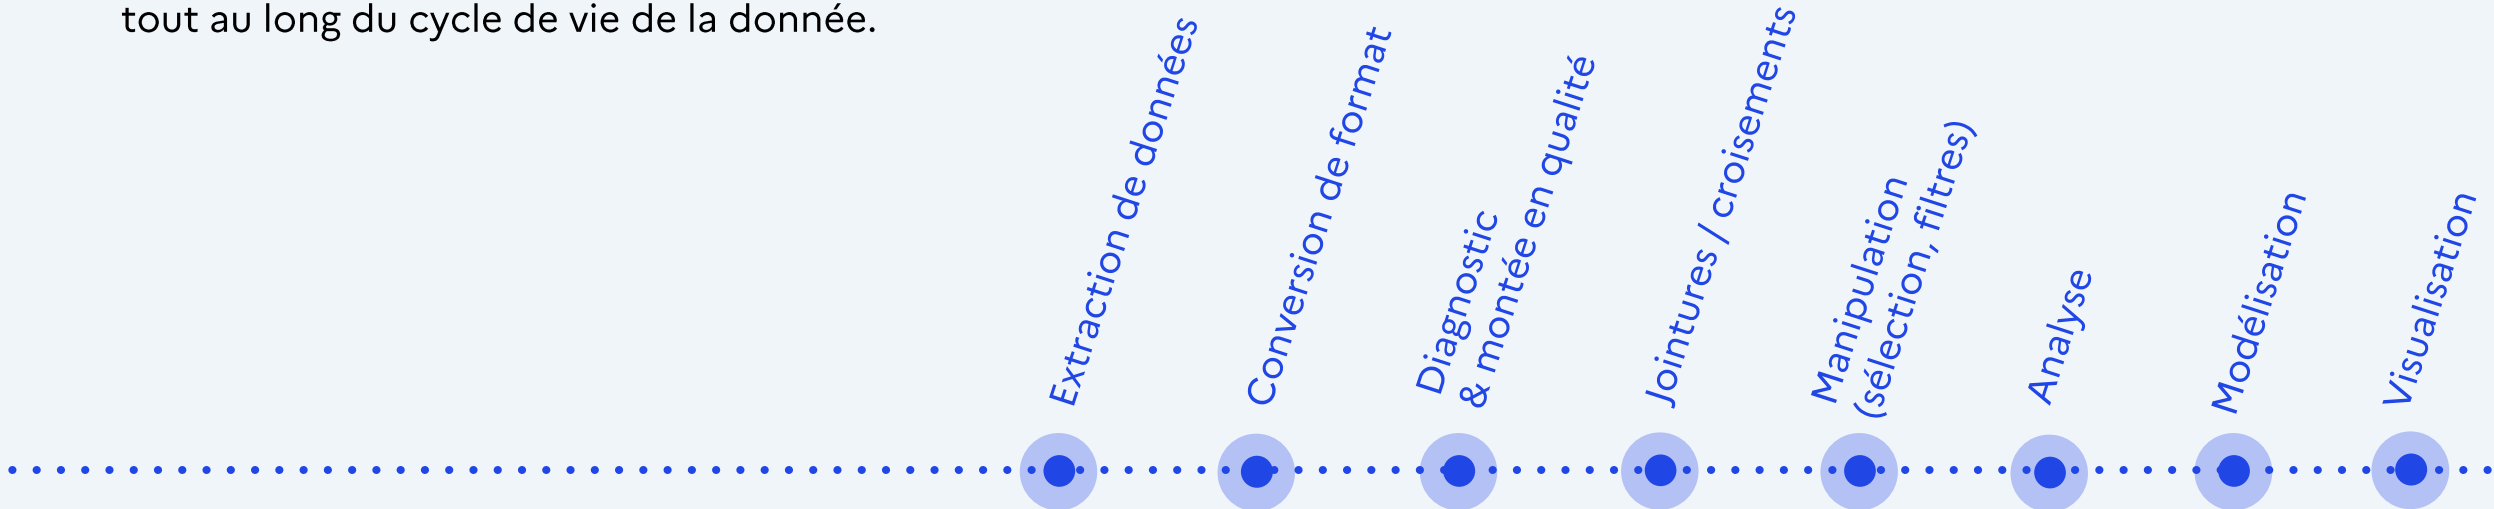 tout au long du cycle de vie de la donnée.
Extraction de données
Conversion de format
Diagnostic
& montée en qualité
Jointures / croisements
Manipulation
(sélection, filtres)
Analyse
Modélisation
Visualisation